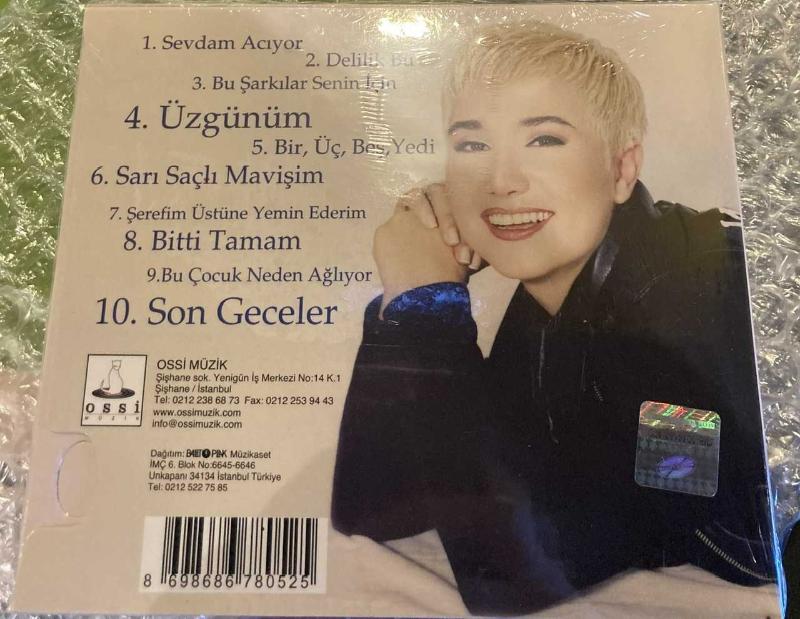 1. Sevdam Acıyor
2. Delilik Bu
3. Bu Şarkılar Senin İçin
4. Üzgünüm
5. Bir, Üç, Beş,Yedi
6. Sarı Saçlı Mavişim
7. Şerefim Üstüne Yemin Ederim
8. Bitti Tamam
9.Bu Çocuk Neden Ağlıyor
10. Son Geceler
ossi
MÜZİK
OSSİ MÜZİK
Şişhane sok. Yenigün İş Merkezi No:14 K.1
Şişhane / İstanbul
Tel: 0212 238 68 73 Fax: 0212 253 94 43
www.ossimuzik.com
info@ossimuzik.com
Dağıtım: Müzikaset
İMÇ 6. Blok No:6645-6646
Unkapanı 34134 İstanbul Türkiye
Tel: 0212 522 75 85
8 698686 780525